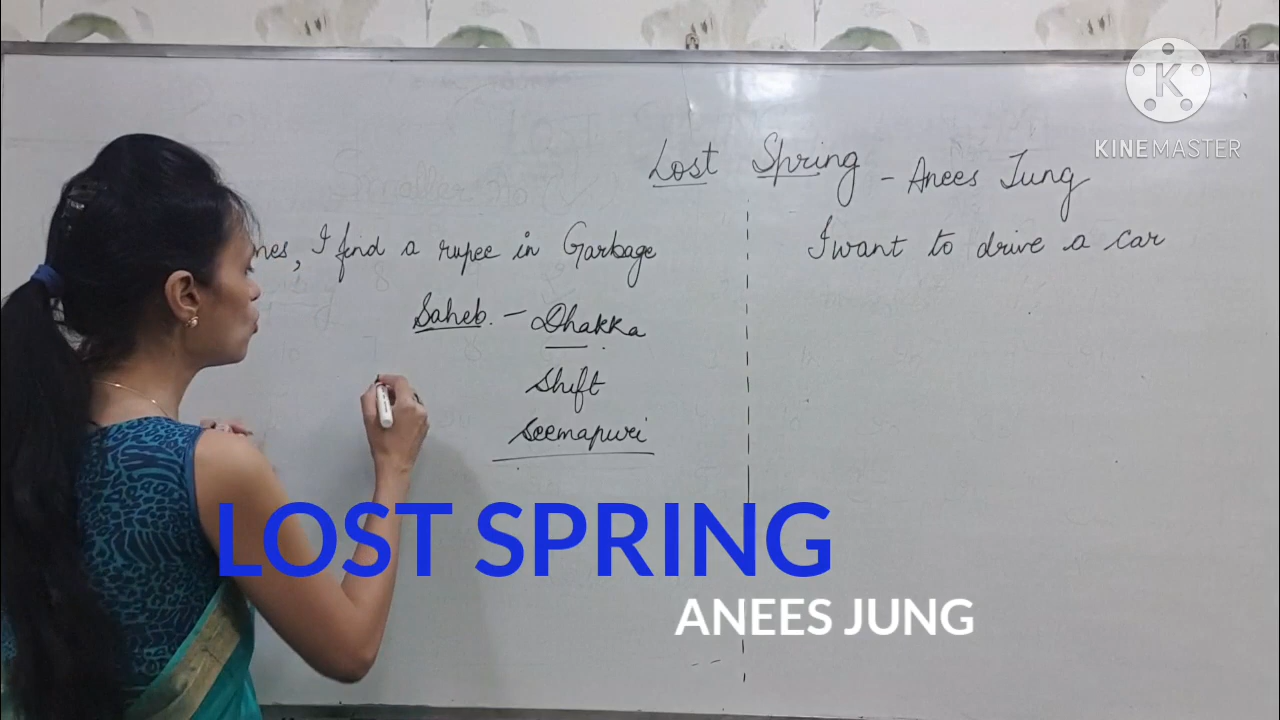 KINEMASTER
Lost Spring - Anees Jung
nes, I find a rupee in Garbage
I want to drive a car
Saheb. - Dhakka
Shift
Seemapuri
LOST SPRING
ANEES JUNG